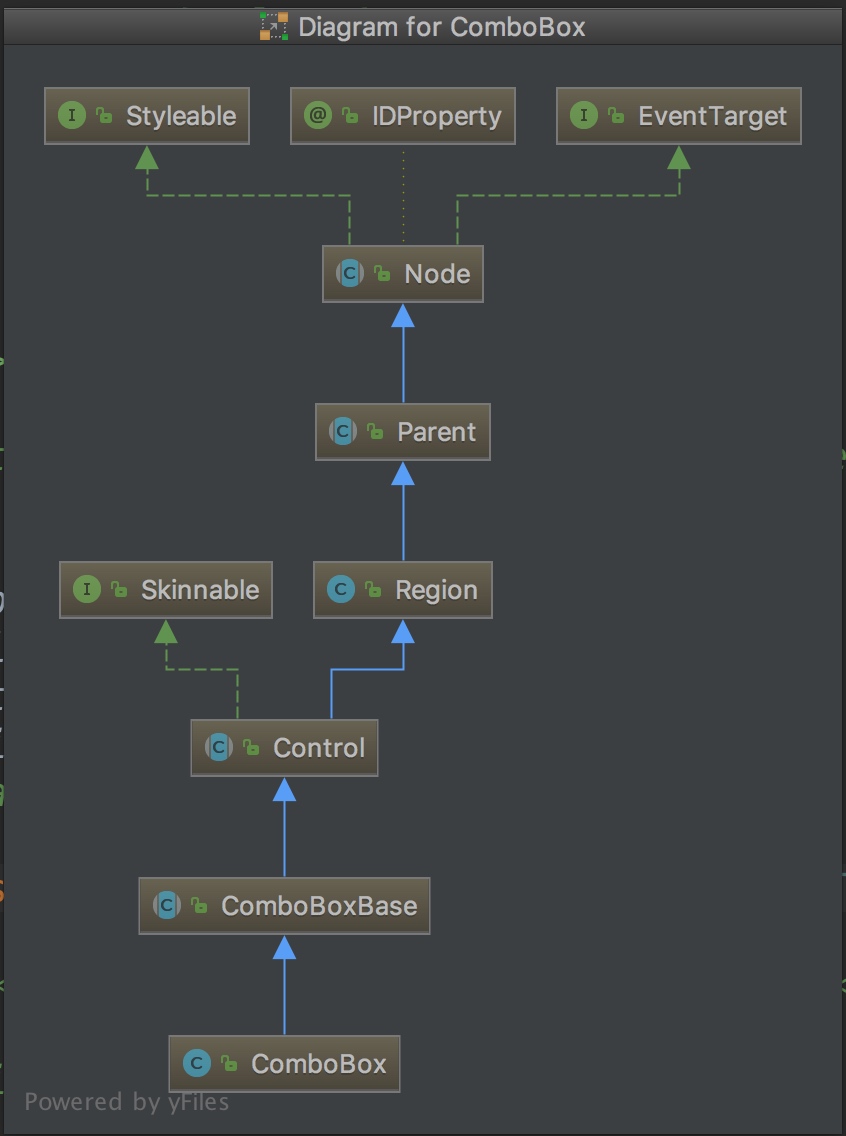 Diagram for ComboBox
I Styleable
@ IDProperty
I EventTarget
C Node
C Parent
I Skinnable
C Region
C Control
C ComboBoxBase
C ComboBox
Powered by yFiles